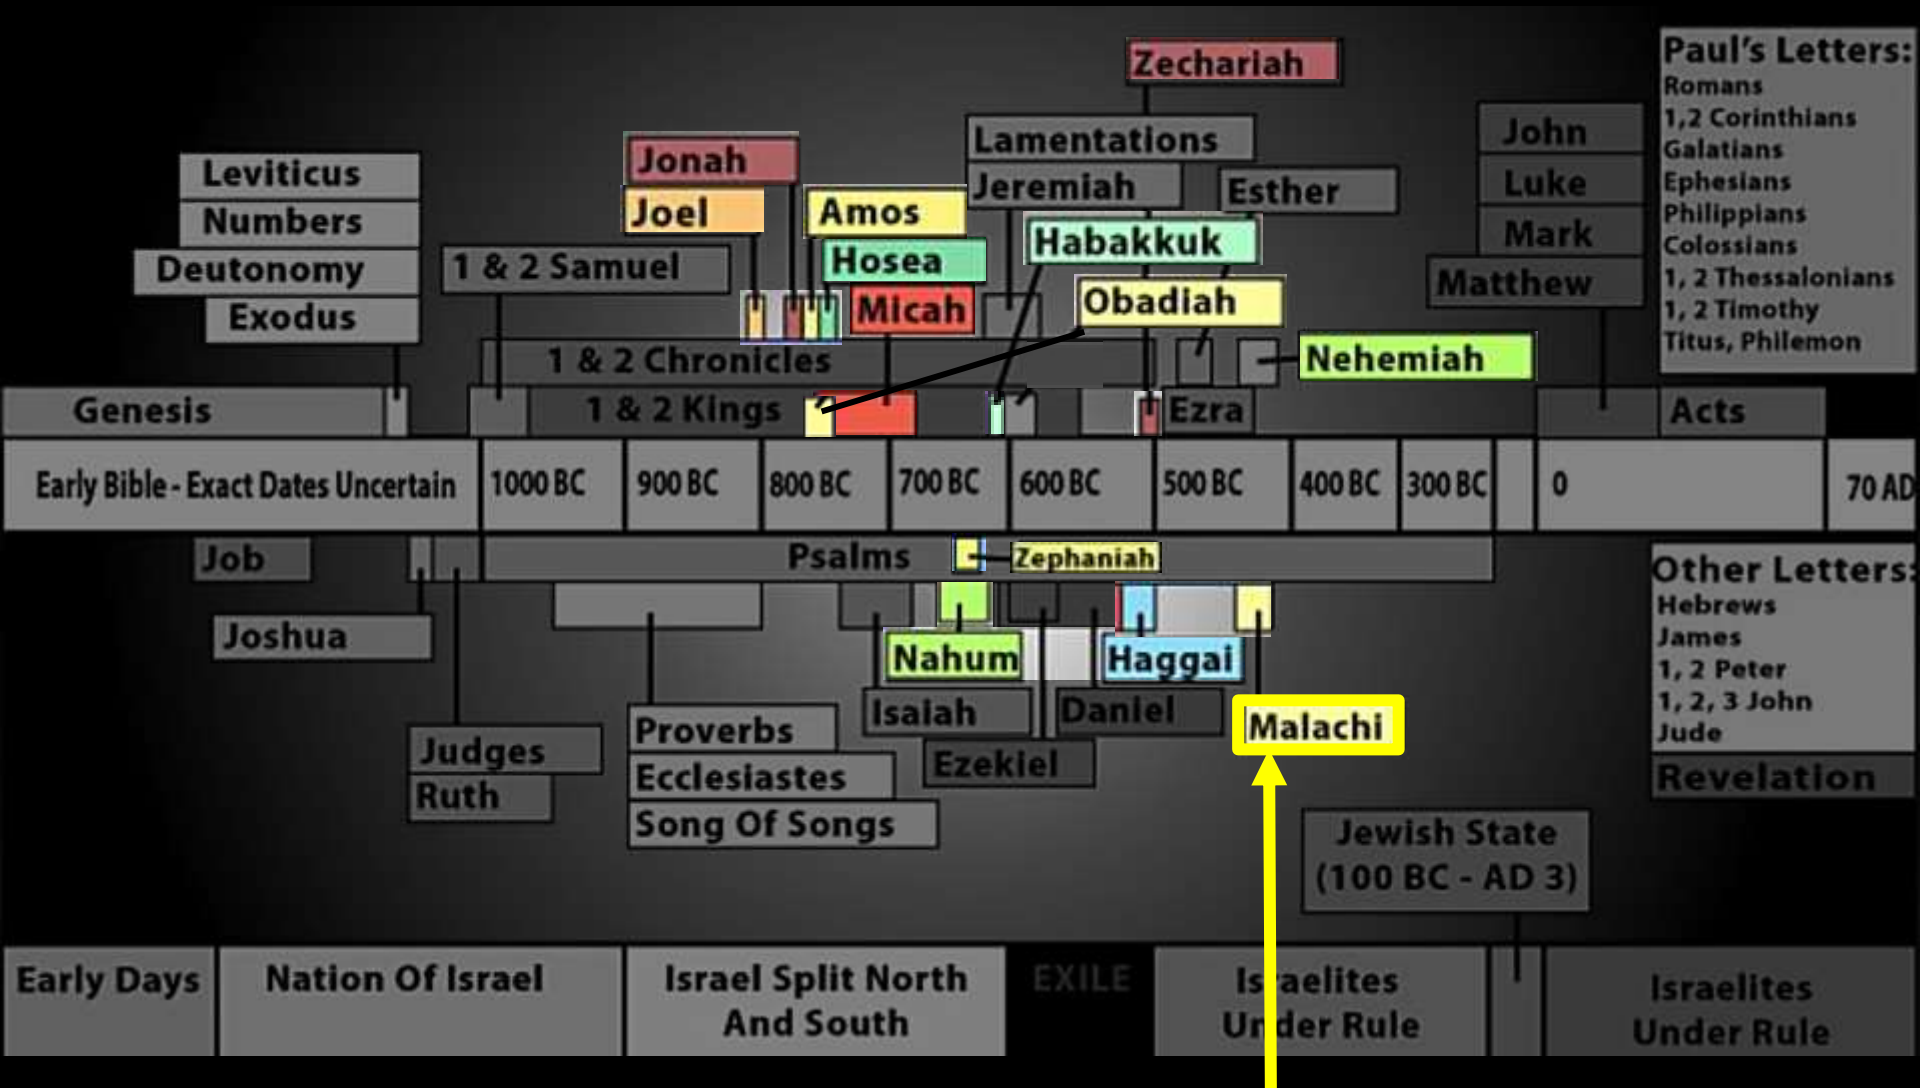 Zechariah
Paul's Letters:
Romans
1,2 Corinthians
Galatians
Ephesians
Philippians
Colossians
1, 2 Thessalonians
1, 2 Timothy
Titus, Philemon
John
Luke
Mark
Matthew
Lamentations
Jeremiah
Esther
Habakkuk
Obadiah
Nehemiah
Jonah
Joel
Amos
Hosea
Micah
Leviticus
Numbers
Deutonomy
Exodus
1 & 2 Samuel
1 & 2 Chronicles
Genesis
1 & 2 Kings
Ezra
Acts
Early Bible - Exact Dates Uncertain
1000 BC
900 BC
800 BC
700 BC
600 BC
500 BC
400 BC
300 BC
0
70 AD
Job
Psalms
Zephaniah
Joshua
Nahum
Haggai
Isaiah
Daniel
Malachi
Ezekiel
Judges
Ruth
Proverbs
Ecclesiastes
Song Of Songs
Other Letters:
Hebrews
James
1, 2 Peter
1, 2, 3 John
Jude
Revelation
Jewish State
(100 BC - AD 3)
Early Days
Nation Of Israel
Israel Split North
And South
EXILE
Israelites
Under Rule
Israelites
Under Rule